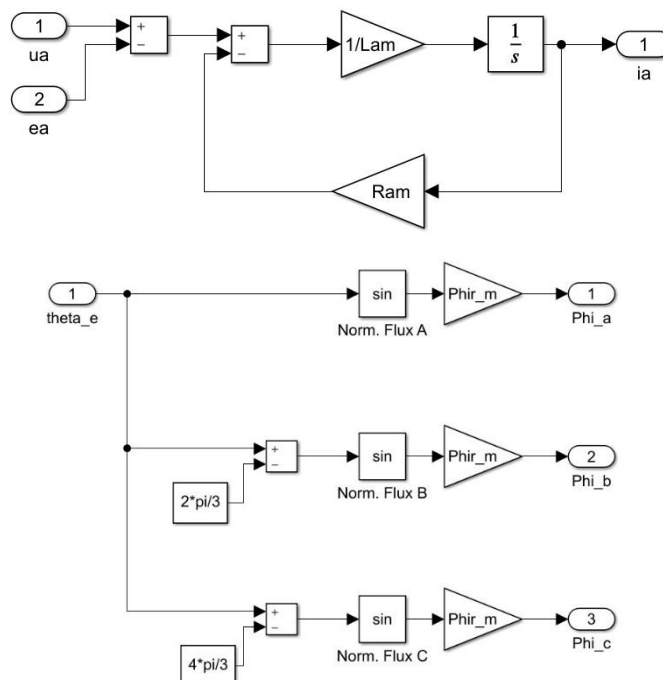 1
ua
+
−
+
−
1/Lam
1
s
1
ia
2
ea
Ram
1
theta_e
sin
Norm. Flux A
Phir_m
1
Phi_a
+
−
2*pi/3
sin
Norm. Flux B
Phir_m
2
Phi_b
+
−
4*pi/3
sin
Norm. Flux C
Phir_m
3
Phi_c